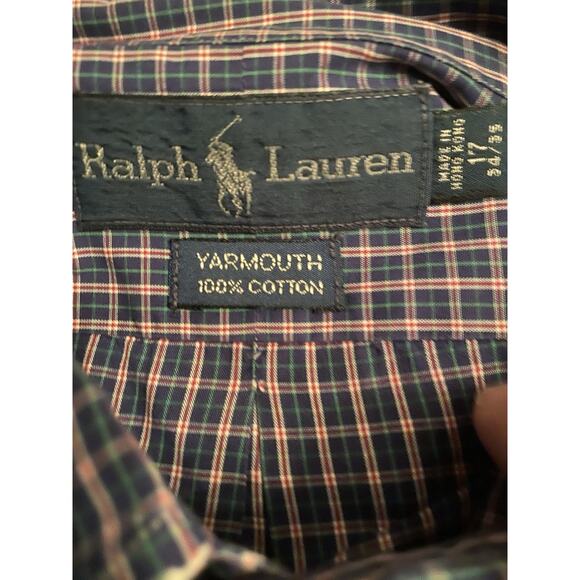 Ralph Lauren
MADE IN
HONG KONG
17
34/35
YARMOUTH
100% COTTON